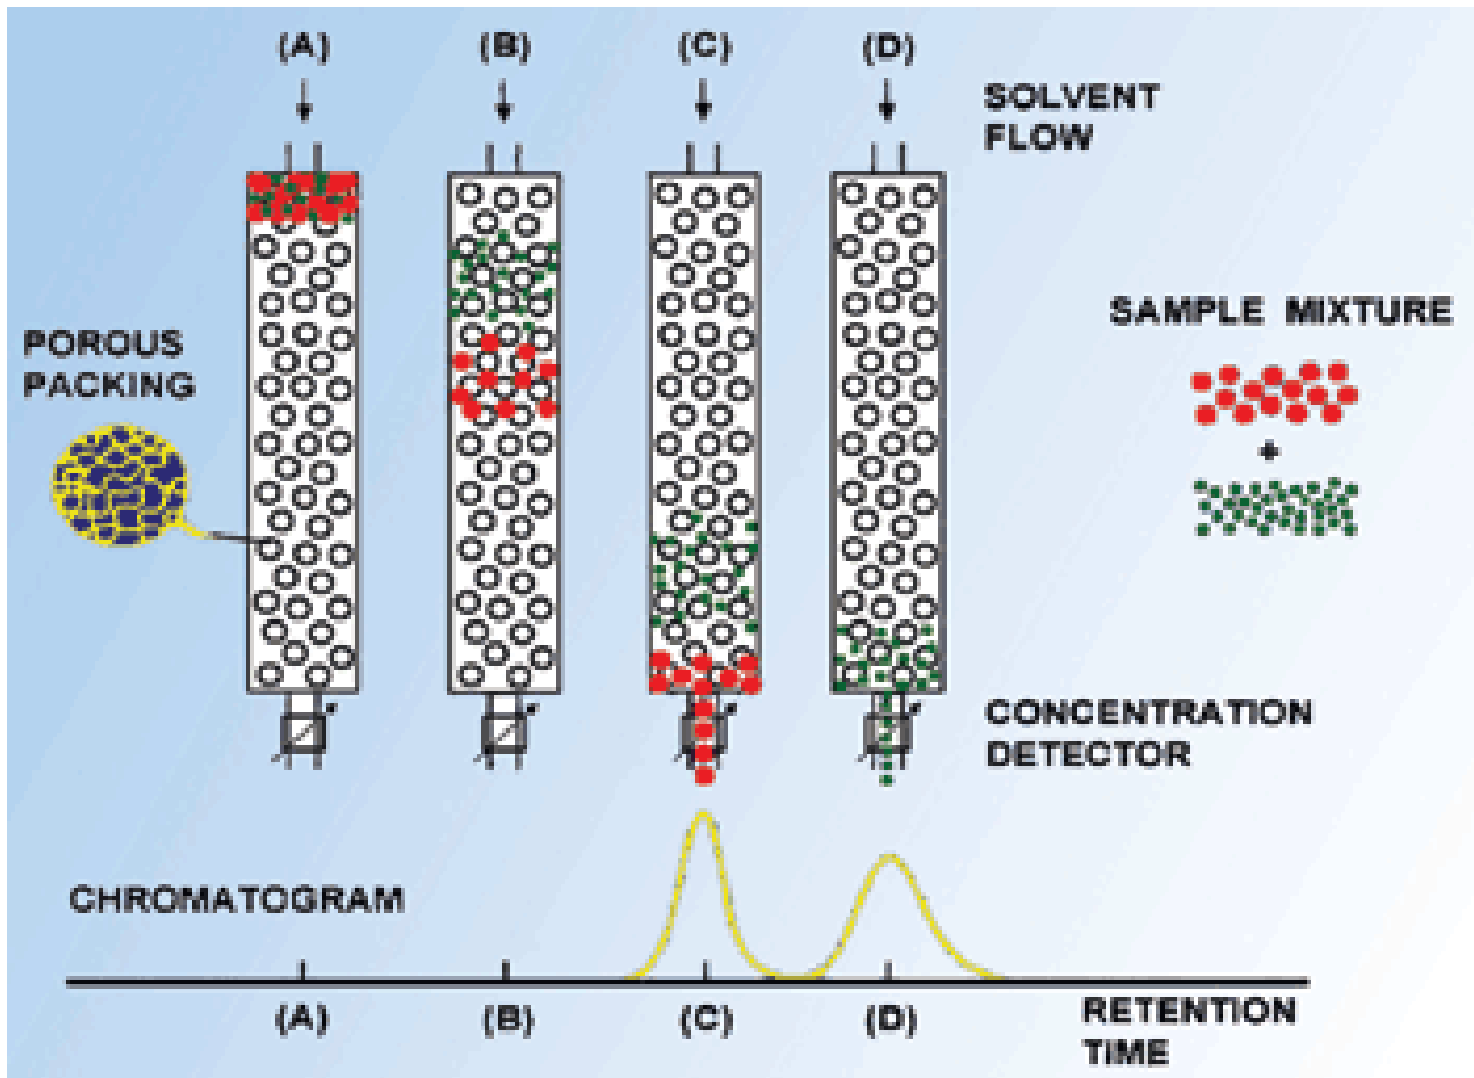 (A) (B) (C) (D)
SOLVENT
FLOW
SAMPLE MIXTURE
+
POROUS
PACKING
CONCENTRATION
DETECTOR
CHROMATOGRAM
(A) (B) (C) (D)
RETENTION
TIME